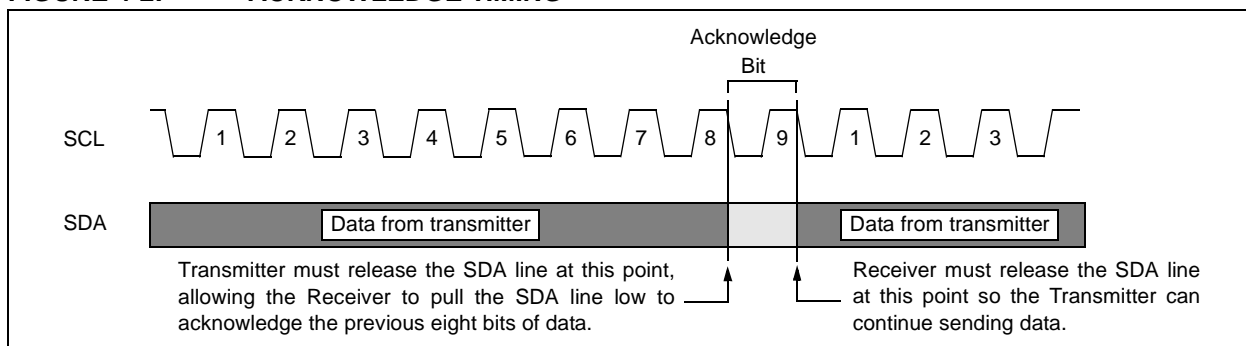 FIGURE 4-2: ACKNOWLEDGE TIMING
Acknowledge
Bit
SCL
1 2 3 4 5 6 7 8 9 1 2 3
SDA
Data from transmitter
Data from transmitter
Transmitter must release the SDA line at this point,
allowing the Receiver to pull the SDA line low to
acknowledge the previous eight bits of data.
Receiver must release the SDA line
at this point so the Transmitter can
continue sending data.